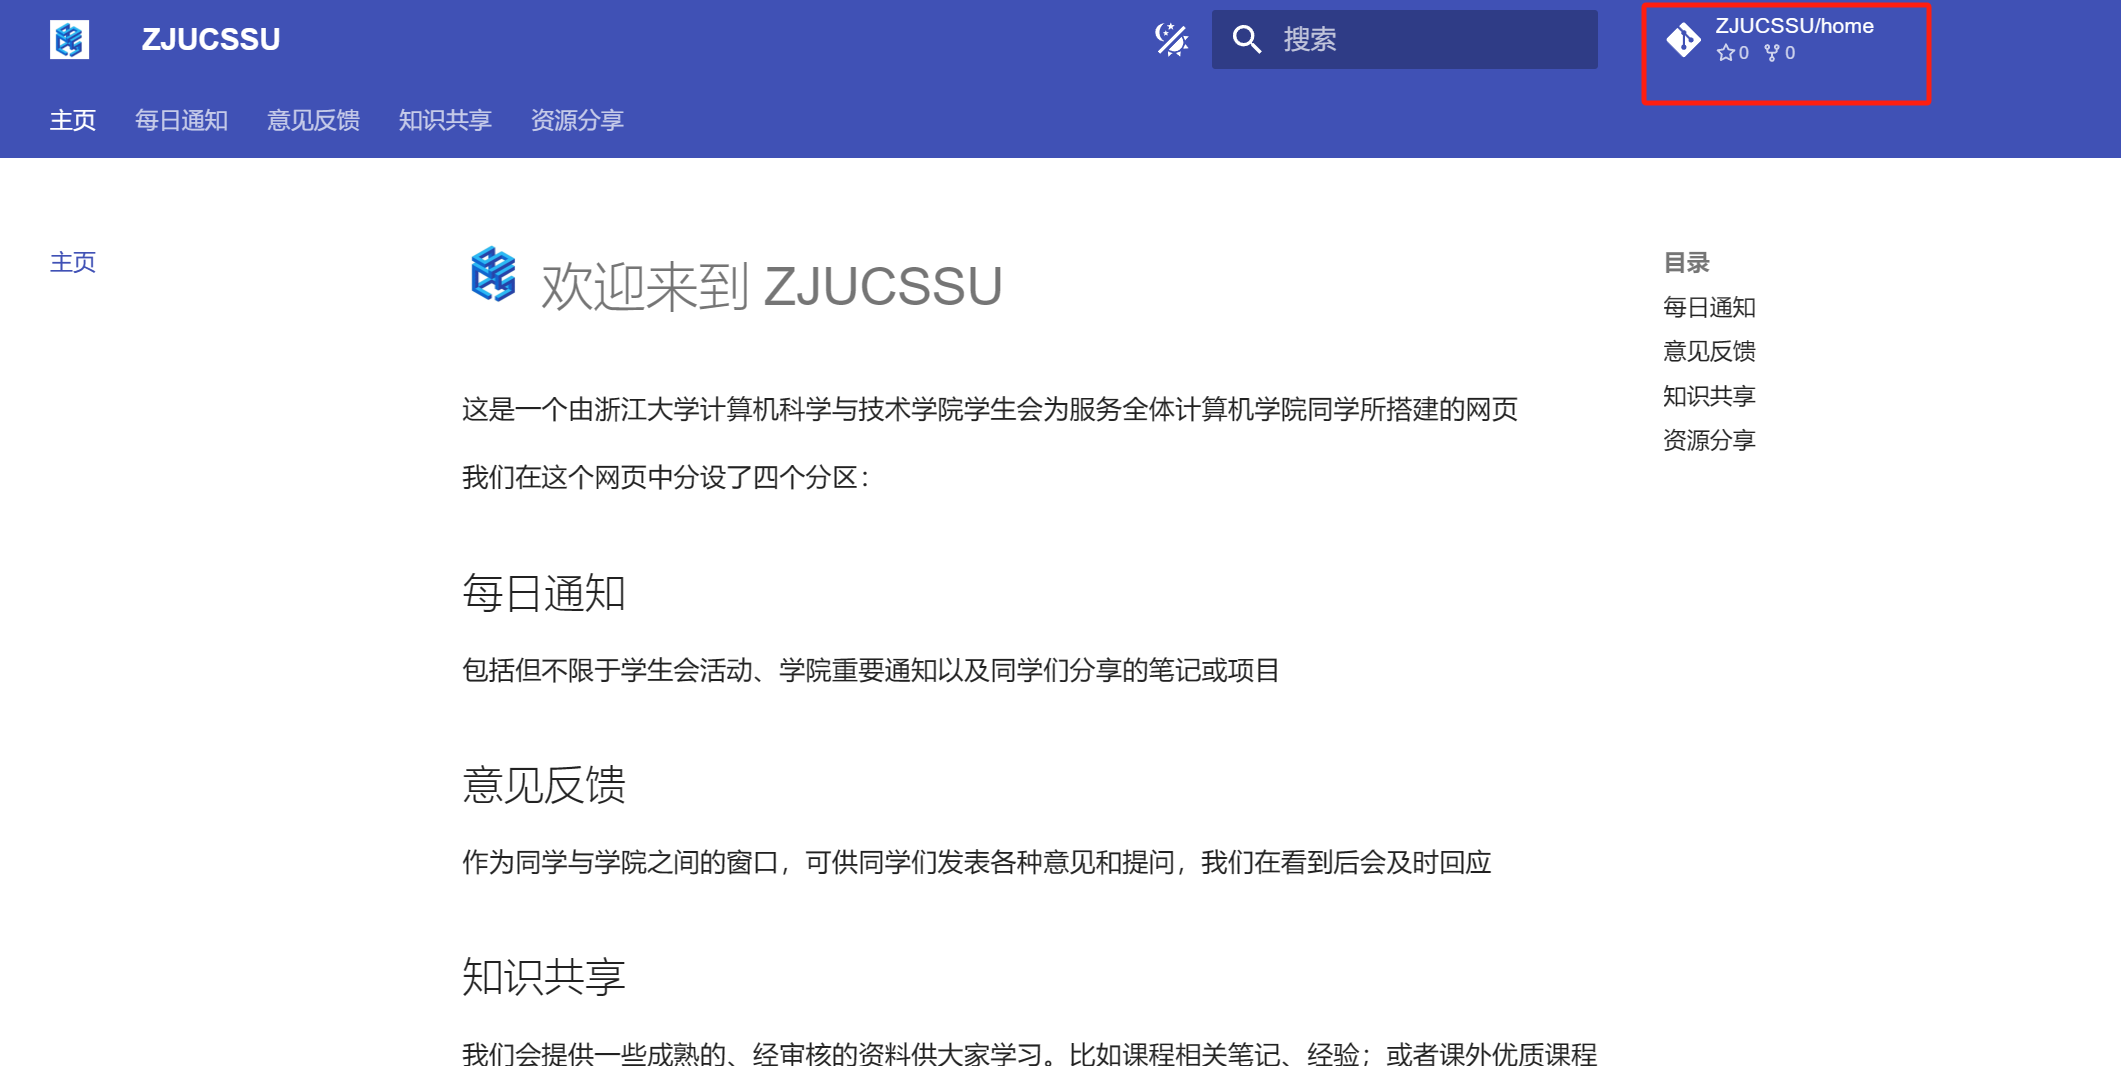 ZJUCSSU
搜索
ZJUCSSU/home
0 0
主页 每日通知 意见反馈 知识共享 资源分享
主页
欢迎来到 ZJUCSSU
这是一个由浙江大学计算机科学与技术学院学生会为服务全体计算机学院同学所搭建的网页
我们在这个网页中分设了四个分区：
每日通知
包括但不限于学生会活动、学院重要通知以及同学们分享的笔记或项目
意见反馈
作为同学与学院之间的窗口，可供同学们发表各种意见和提问，我们在看到后会及时回应
知识共享
我们会提供一些成熟的、经审核的资料供大家学习。比如课程相关笔记、经验；或者课外优质课程
目录
每日通知
意见反馈
知识共享
资源分享